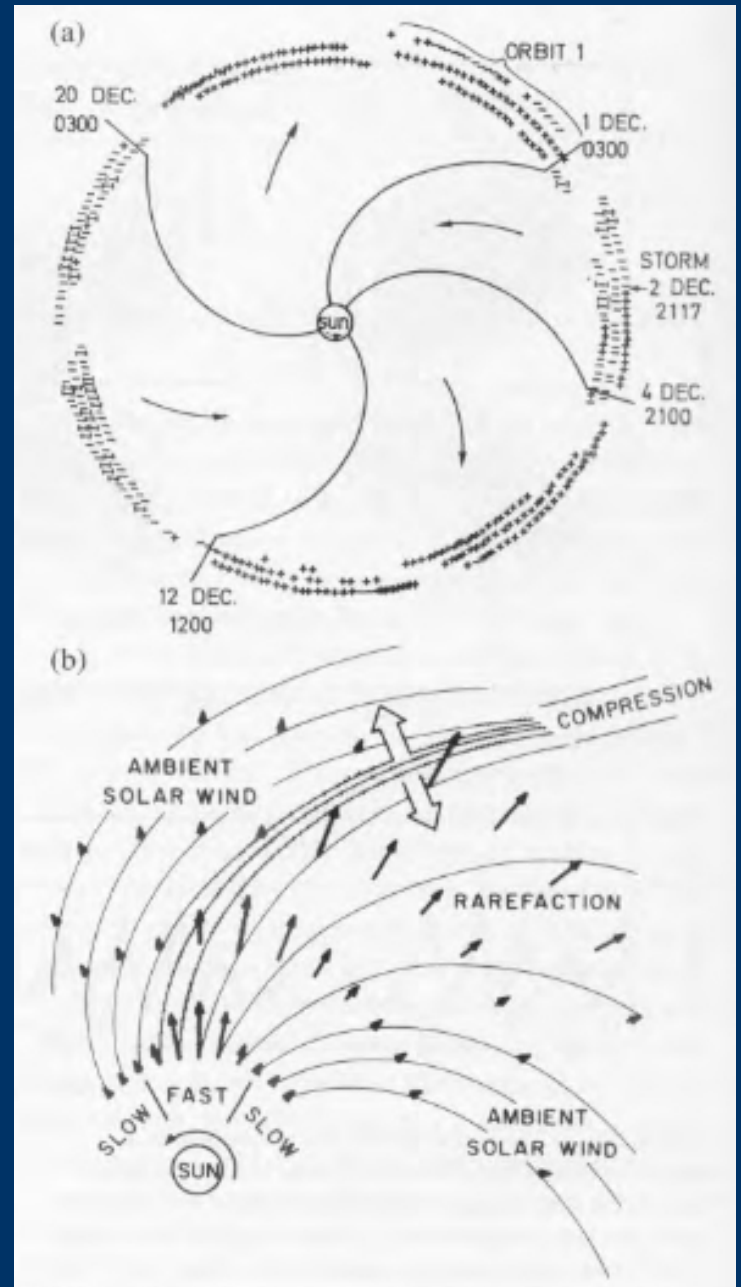 (a)
ORBIT 1
20 DEC.
0300
1 DEC.
0300
SUN
STORM
2 DEC.
2117
4 DEC.
2100
12 DEC.
1200
(b)
COMPRESSION
AMBIENT
SOLAR WIND
RAREFACTION
FAST
SLOW
SLOW
SUN
AMBIENT
SOLAR WIND